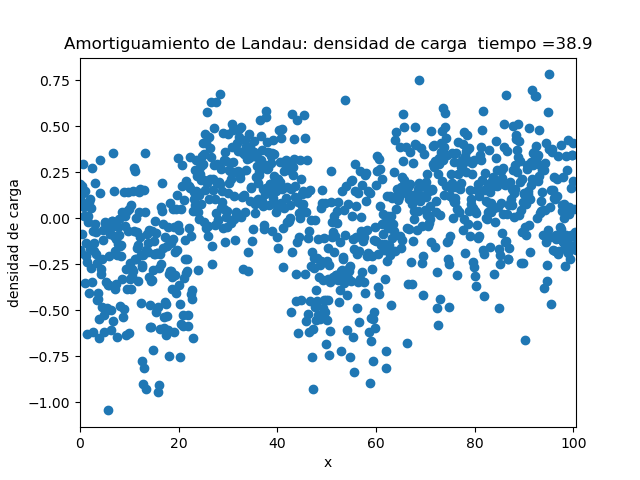 Amortiguamiento de Landau: densidad de carga  tiempo =38.9
densidad de carga
0.75
0.50
0.25
0.00
−0.25
−0.50
−0.75
−1.00
0 20 40 60 80 100
x